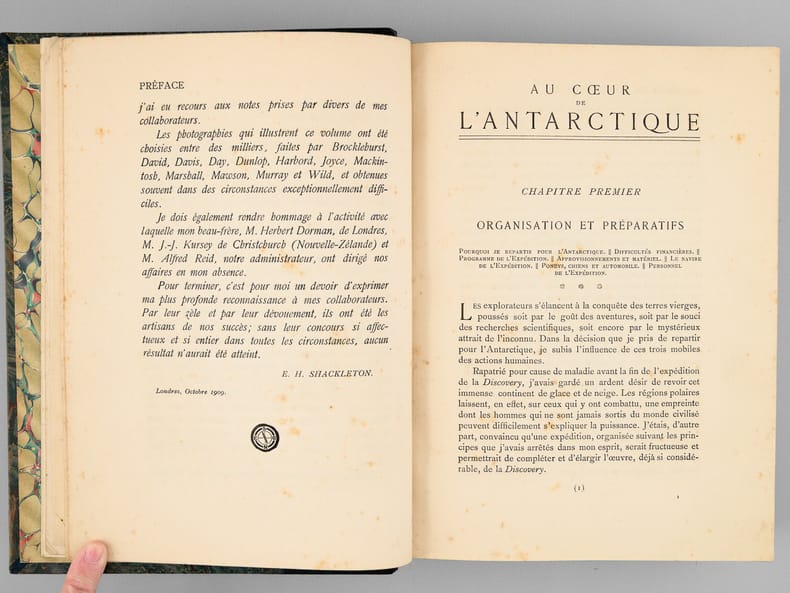 PRÉFACE
j'ai eu recours aux notes prises par divers de mes
collaborateurs.
Les photographies qui illustrent ce volume ont été
choisies entre des milliers, faites par Brocklehurst,
David, Davis, Day, Dunlop, Harbord, Joyce, Mackin-
tosh, Marshall, Mawson, Murray et Wild, et obtenues
souvent dans des circonstances exceptionnellement diffi-
ciles.
Je dois également rendre hommage à l'activité avec
laquelle mon beau-frère, M. Herbert Dorman, de Londres,
M. J.-J. Kursey de Christchurch (Nouvelle-Zélande) et
M. Alfred Reid, notre administrateur, ont dirigé nos
affaires en mon absence.
Pour terminer, c'est pour moi un devoir d'exprimer
ma plus profonde reconnaissance à mes collaborateurs.
Par leur zèle et par leur dévouement, ils ont été les
artisans de nos succès; sans leur concours si affec-
tueux et si entier dans toutes les circonstances, aucun
résultat n'aurait été atteint.
E. H. SHACKLETON.
Londres, Octobre 1909.
AU CŒUR
DE
L'ANTARCTIQUE
CHAPITRE PREMIER
ORGANISATION ET PRÉPARATIFS
Pourquoi je repartis pour l'Antarctique. || Difficultés financières. ||
Programme de l'Expédition. || Approvisionnements et matériel. || Le navire
de l'Expédition. || Poneys, chiens et automobile. || Personnel
de l'Expédition.
Les explorateurs s'élancent à la conquête des terres vierges,
poussés soit par le goût des aventures, soit par le souci
des recherches scientifiques, soit encore par le mystérieux
attrait de l'inconnu. Dans la décision que je pris de repartir
pour l'Antarctique, je subis l'influence de ces trois mobiles
des actions humaines.
Rapatrié pour cause de maladie avant la fin de l'expédition
de la Discovery, j'avais gardé un ardent désir de revoir cet
immense continent de glace et de neige. Les régions polaires
laissent, en effet, sur ceux qui y ont combattu, une empreinte
dont les hommes qui ne sont jamais sortis du monde civilisé
peuvent difficilement s'expliquer la puissance. J'étais, d'autre
part, convaincu qu'une expédition, organisée suivant les prin-
cipes que j'avais arrêtés dans mon esprit, serait fructueuse et
permettrait de compléter et d'élargir l'œuvre, déjà si considé-
rable, de la Discovery.
(1)
1